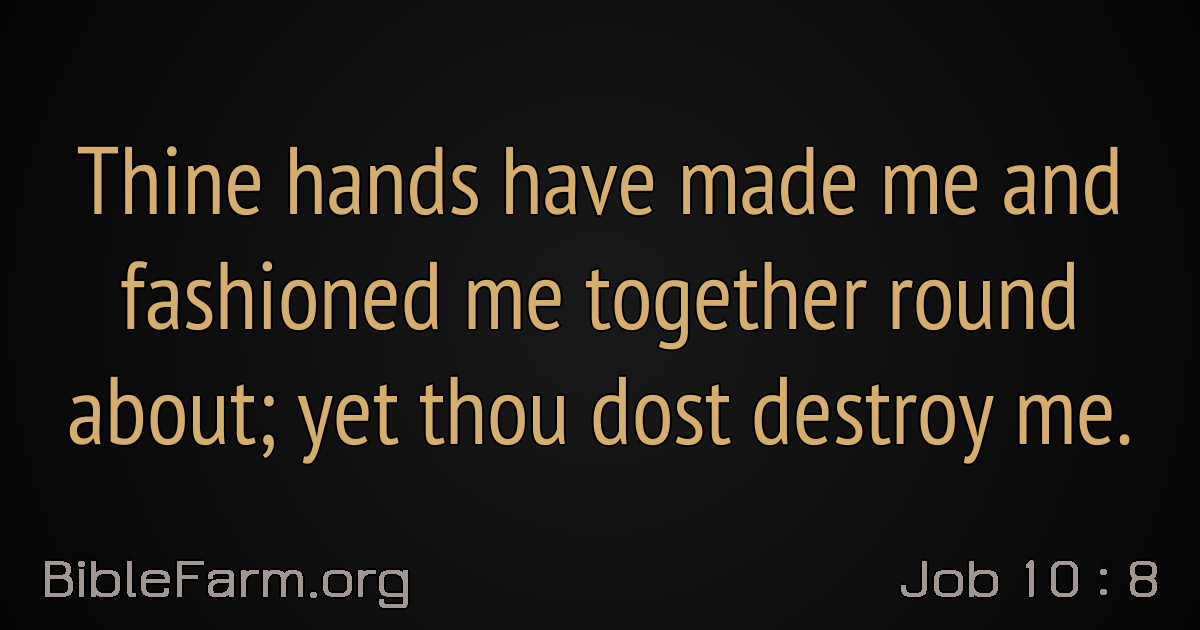 Thine hands have made me and
fashioned me together round
about; yet thou dost destroy me.
BibleFarm.org
Job 10 : 8